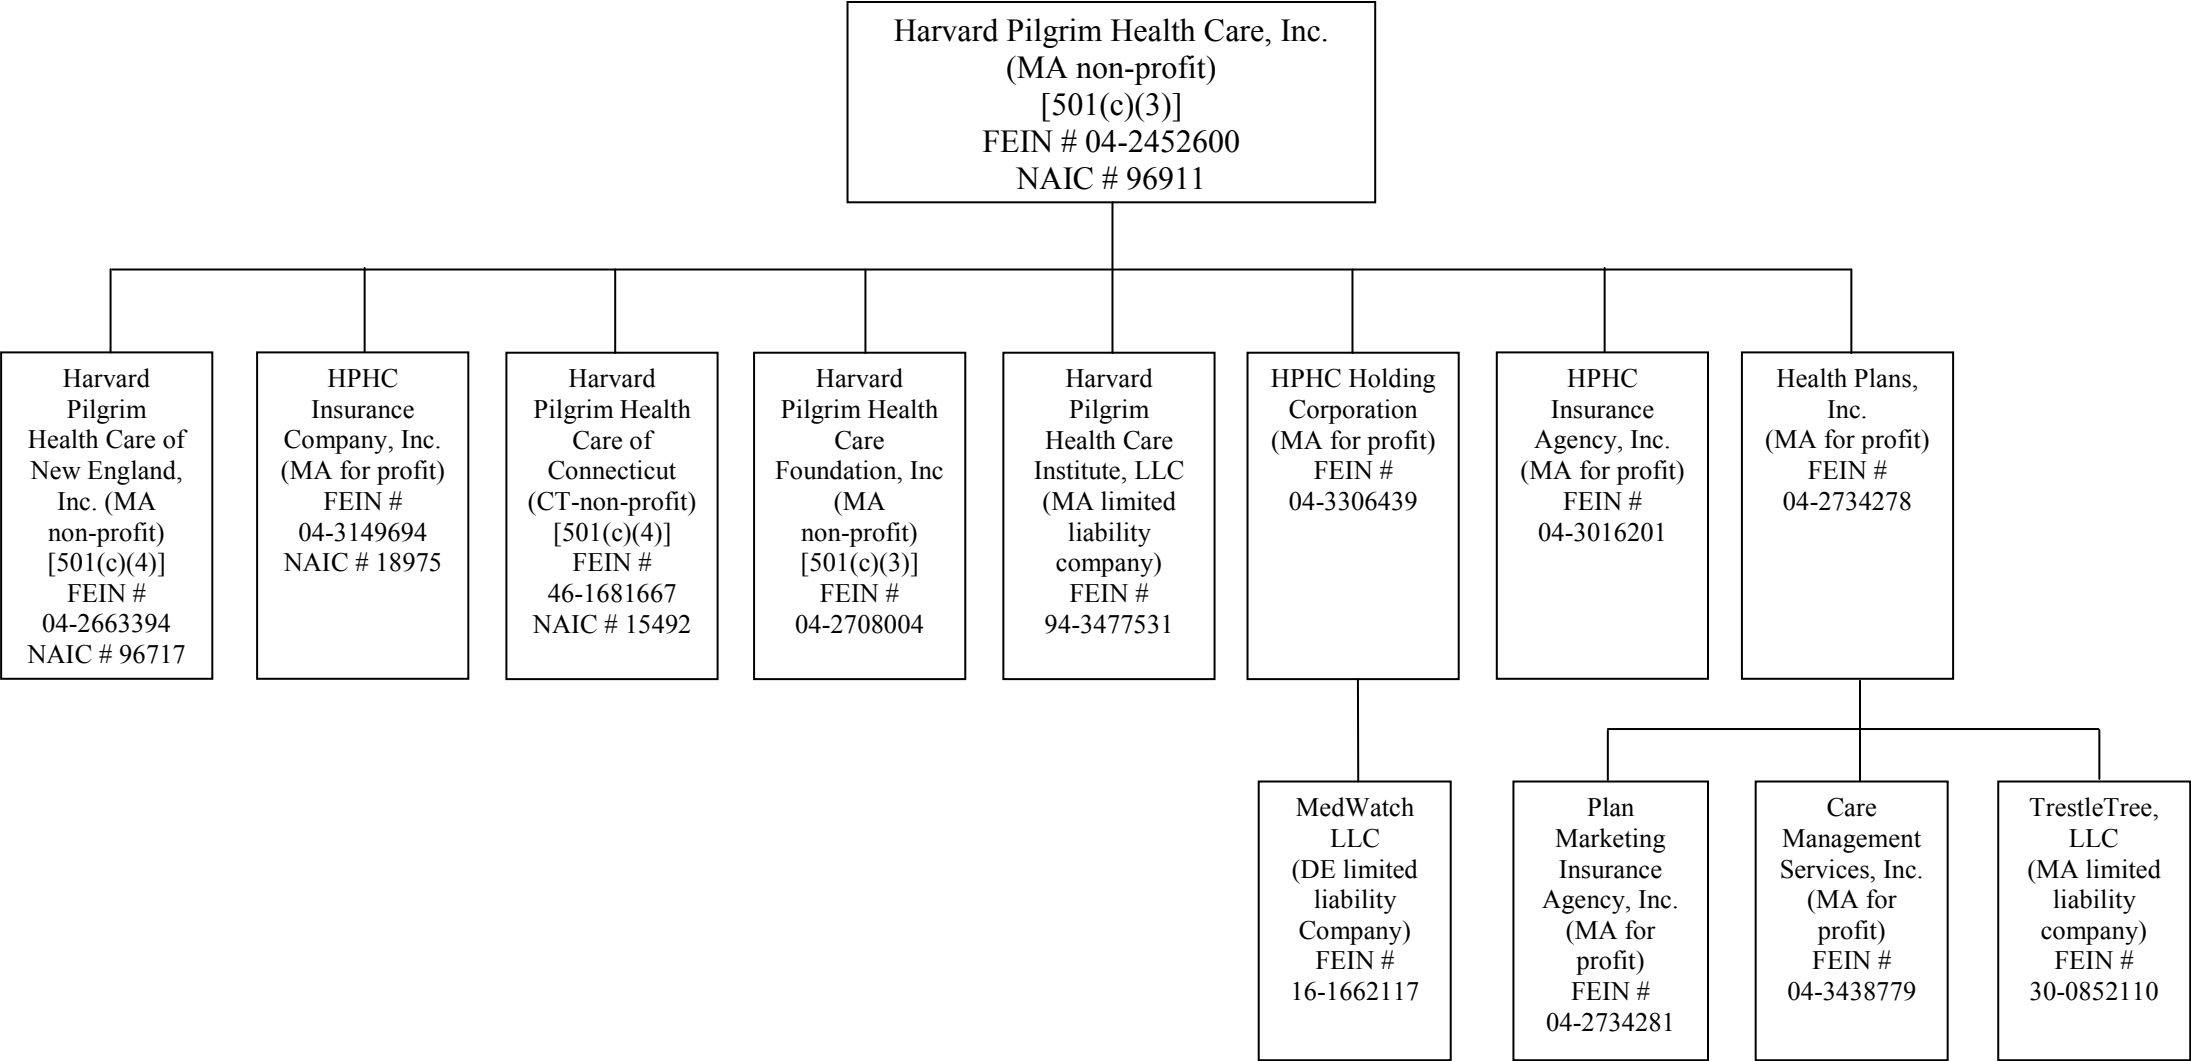 Harvard Pilgrim Health Care, Inc.
(MA non-profit)
[501(c)(3)]
FEIN # 04-2452600
NAIC # 96911
Harvard
Pilgrim
Health Care of
New England,
Inc. (MA
non-profit)
[501(c)(4)]
FEIN #
04-2663394
NAIC # 96717
HPHC
Insurance
Company, Inc.
(MA for profit)
FEIN #
04-3149694
NAIC # 18975
Harvard
Pilgrim Health
Care of
Connecticut
(CT-non-profit)
[501(c)(4)]
FEIN #
46-1681667
NAIC # 15492
Harvard
Pilgrim Health
Care
Foundation, Inc
(MA
non-profit)
[501(c)(3)]
FEIN #
04-2708004
Harvard
Pilgrim
Health Care
Institute, LLC
(MA limited
liability
company)
FEIN #
94-3477531
HPHC Holding
Corporation
(MA for profit)
FEIN #
04-3306439
HPHC
Insurance
Agency, Inc.
(MA for profit)
FEIN #
04-3016201
Health Plans,
Inc.
(MA for profit)
FEIN #
04-2734278
MedWatch
LLC
(DE limited
liability
Company)
FEIN #
16-1662117
Plan
Marketing
Insurance
Agency, Inc.
(MA for
profit)
FEIN #
04-2734281
Care
Management
Services, Inc.
(MA for
profit)
FEIN #
04-3438779
TrestleTree,
LLC
(MA limited
liability
company)
FEIN #
30-0852110